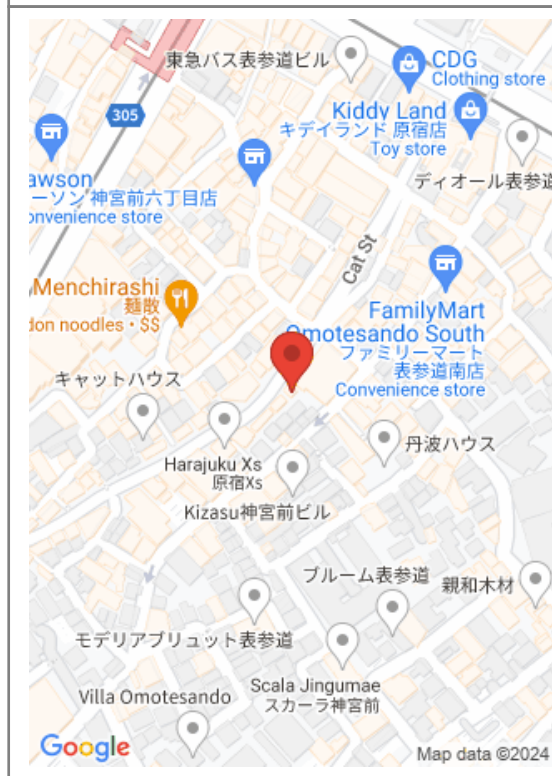 東急バス表参道ビル
CDG
Clothing store
305
Kiddy Land
キデイランド 原宿店
Toy store
awson
ーソン 神宮前六丁目店
onvenience store
ディオール表参道
Cat St
Menchirashi
麺散
don noodles・$$
FamilyMart
Omotesando South
ファミリーマート
表参道南店
Convenience store
キャットハウス
Harajuku Xs
原宿Xs
丹波ハウス
Kizasu神宮前ビル
ブルーム表参道
親和木材
モデリアブリュット表参道
Scala Jingumae
スカーラ神宮前
Villa Omotesando
Google
Map data ©2024